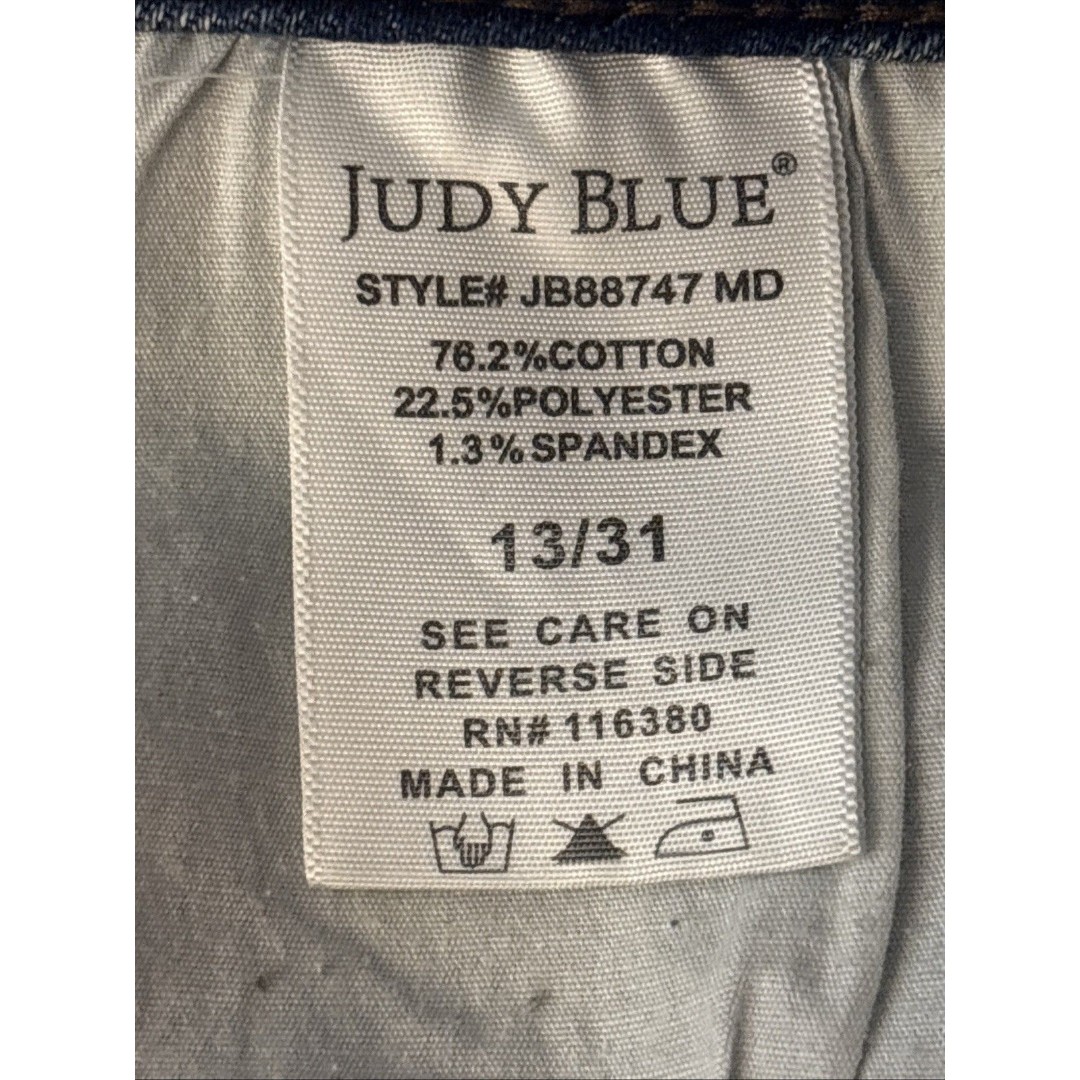 JUDY BLUE®
STYLE# JB88747 MD
76.2%COTTON
22.5%POLYESTER
1.3%SPANDEX
13/31
SEE CARE ON
REVERSE SIDE
RN# 116380
MADE IN CHINA